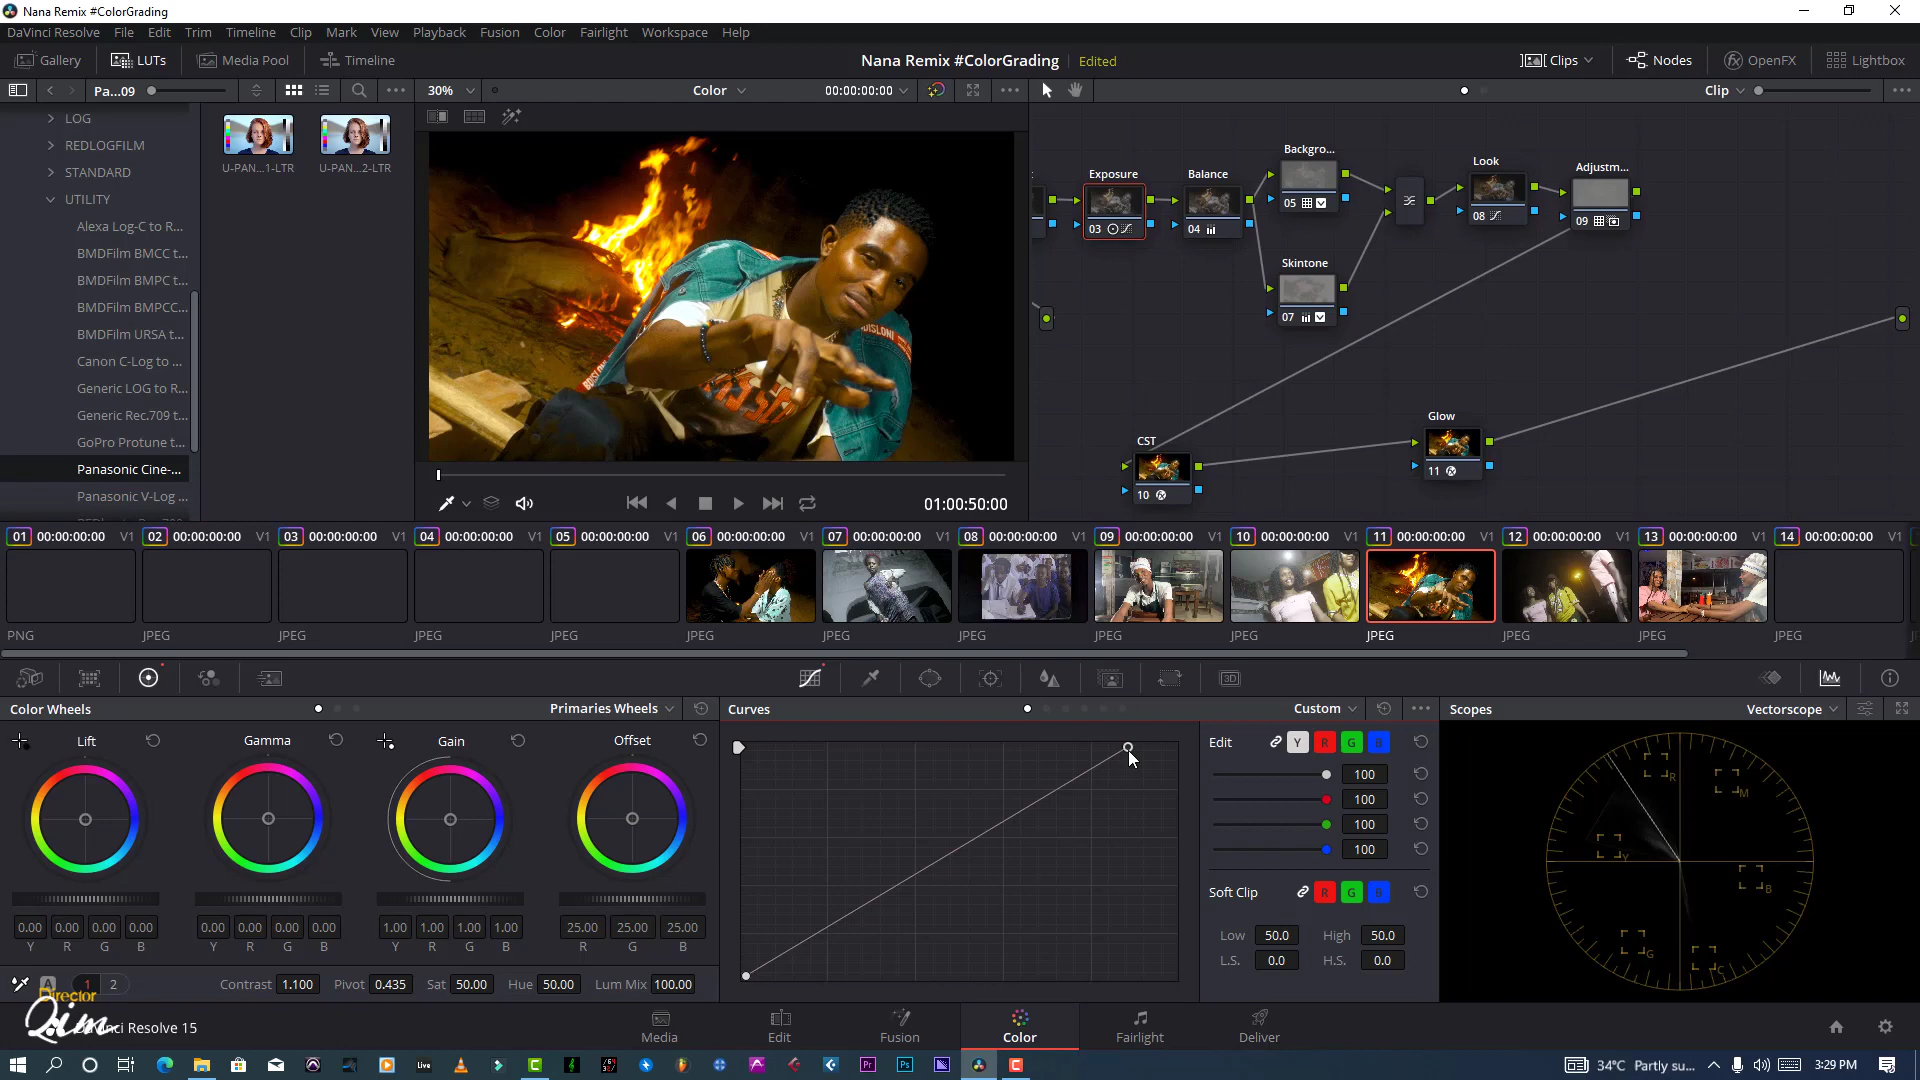 Nana Remix #ColorGrading
DaVinci Resolve File Edit Trim Timeline Clip Mark View Playback Fusion Color Fairlight Workspace Help
Gallery LUTs Media Pool Timeline Nana Remix #ColorGrading Edited Clips Nodes OpenFX Lightbox
Pa...09 30% Color 00:00:00:00 Clip
LOG
REDLOGFILM
STANDARD
UTILITY
Alexa Log-C to R...
BMDFilm BMCC t...
BMDFilm BMPC t...
BMDFilm BMPCC...
BMDFilm URSA t...
Canon C-Log to ...
Generic LOG to R...
Generic Rec.709 t...
GoPro Protune t...
Panasonic Cine-...
Panasonic V-Log ...
U-PAN...1-LTR U-PAN...2-LTR
01:00:50:00
Exposure
03
Balance
04
Backgro...
05
Skintone
07
Look
08
Adjustm...
09
CST
10
Glow
11
01 00:00:00:00 V1 02 00:00:00:00 V1 03 00:00:00:00 V1 04 00:00:00:00 V1 05 00:00:00:00 V1 06 00:00:00:00 V1 07 00:00:00:00 V1 08 00:00:00:00 V1 09 00:00:00:00 V1 10 00:00:00:00 V1 11 00:00:00:00 V1 12 00:00:00:00 V1 13 00:00:00:00 V1 14 00:00:00:00 V1
PNG JPEG JPEG JPEG JPEG JPEG JPEG JPEG JPEG JPEG JPEG JPEG JPEG JPEG
3D
Color Wheels Primaries Wheels
Lift Gamma Gain Offset
0.00 0.00 0.00 0.00 0.00 0.00 0.00 0.00 1.00 1.00 1.00 1.00 25.00 25.00 25.00
Y R G B Y R G B Y R G B R G B
A 1 2 Contrast 1.100 Pivot 0.435 Sat 50.00 Hue 50.00 Lum Mix 100.00
Curves Custom
Edit Y R G B
100
100
100
100
Soft Clip R G B
Low 50.0 High 50.0
L.S. 0.0 H.S. 0.0
Scopes Vectorscope
R
M
Y
B
G
C
Director
Qim
DaVinci Resolve 15
Media Edit Fusion Color Fairlight Deliver
Live Pr Ps 34°C Partly su... 3:29 PM